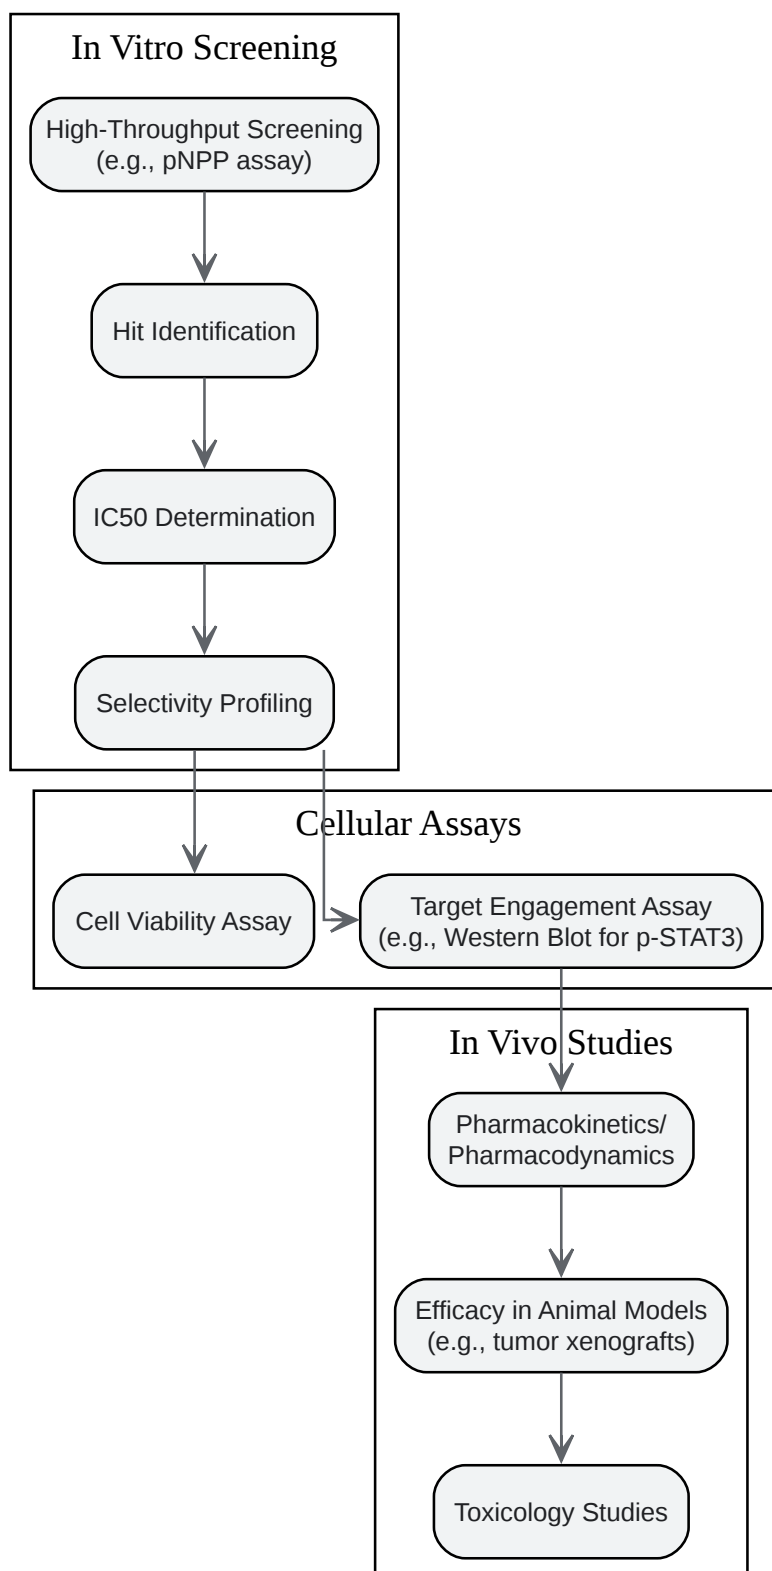 In Vitro Screening
High-Throughput Screening
(e.g., pNPP assay)
Hit Identification
IC50 Determination
Selectivity Profiling
Cellular Assays
Cell Viability Assay
Target Engagement Assay
(e.g., Western Blot for p-STAT3)
In Vivo Studies
Pharmacokinetics/
Pharmacodynamics
Efficacy in Animal Models
(e.g., tumor xenografts)
Toxicology Studies